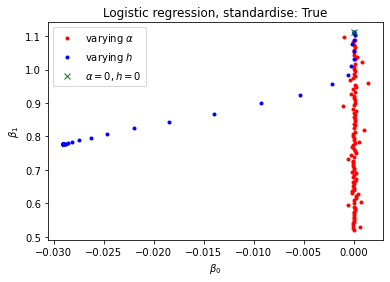 Logistic regression, standardise: True
varying α
varying h
α = 0, h = 0
1.1
1.0
0.9
0.8
0.7
0.6
0.5
β₁
−0.030 −0.025 −0.020 −0.015 −0.010 −0.005 0.000
β₀